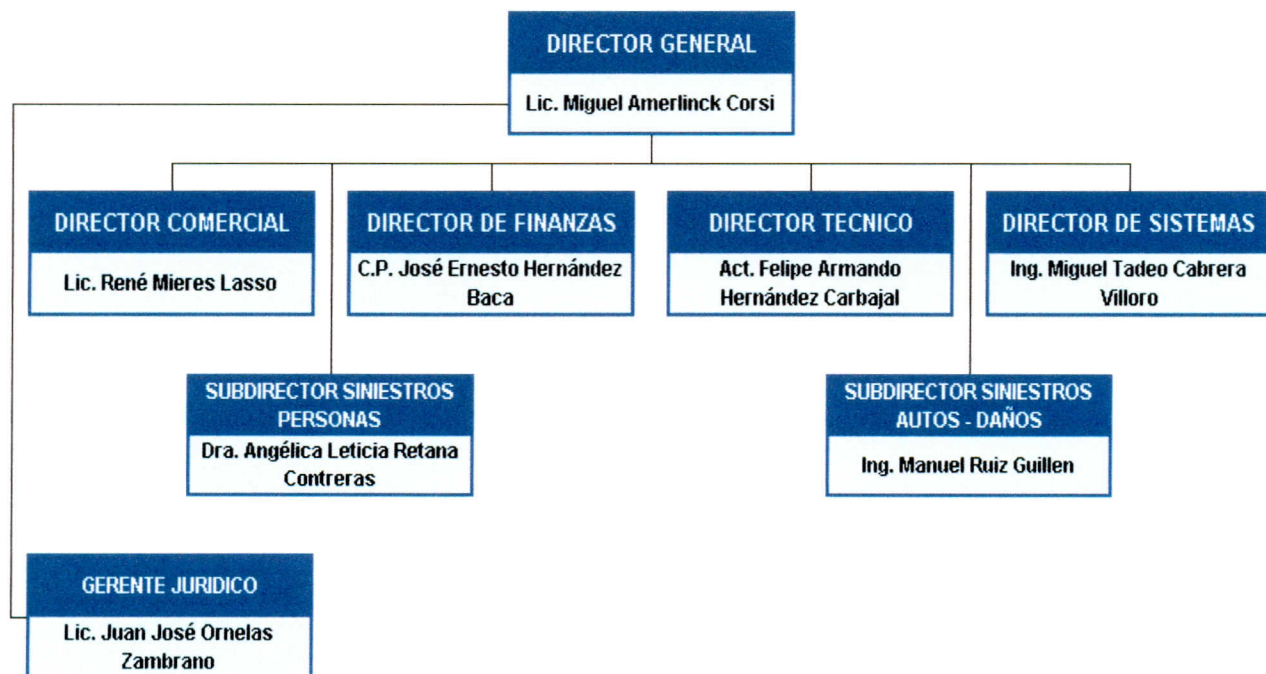 DIRECTOR GENERAL
Lic. Miguel Amerlinck Corsi
DIRECTOR COMERCIAL
Lic. René Mieres Lasso
DIRECTOR DE FINANZAS
C.P. José Ernesto Hernández
Baca
DIRECTOR TECNICO
Act. Felipe Armando
Hernández Carbajal
DIRECTOR DE SISTEMAS
Ing. Miguel Tadeo Cabrera
Villoro
SUBDIRECTOR SINIESTROS
PERSONAS
Dra. Angélica Leticia Retana
Contreras
SUBDIRECTOR SINIESTROS
AUTOS - DAÑOS
Ing. Manuel Ruiz Guillen
GERENTE JURIDICO
Lic. Juan José Ornelas
Zambrano